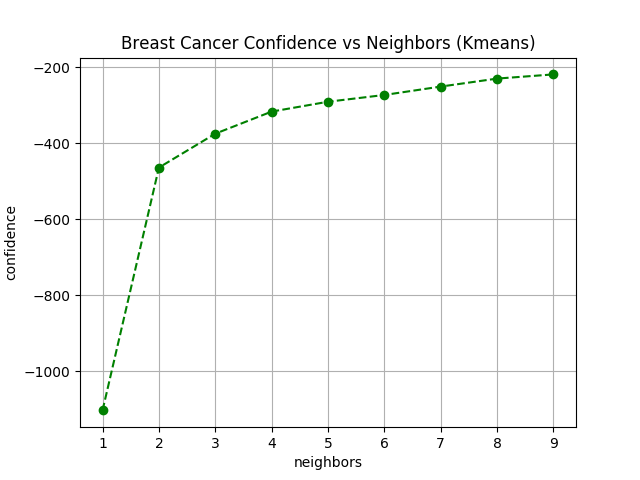 Breast Cancer Confidence vs Neighbors (Kmeans)
−200
−400
−600
−800
−1000
confidence
1 2 3 4 5 6 7 8 9
neighbors